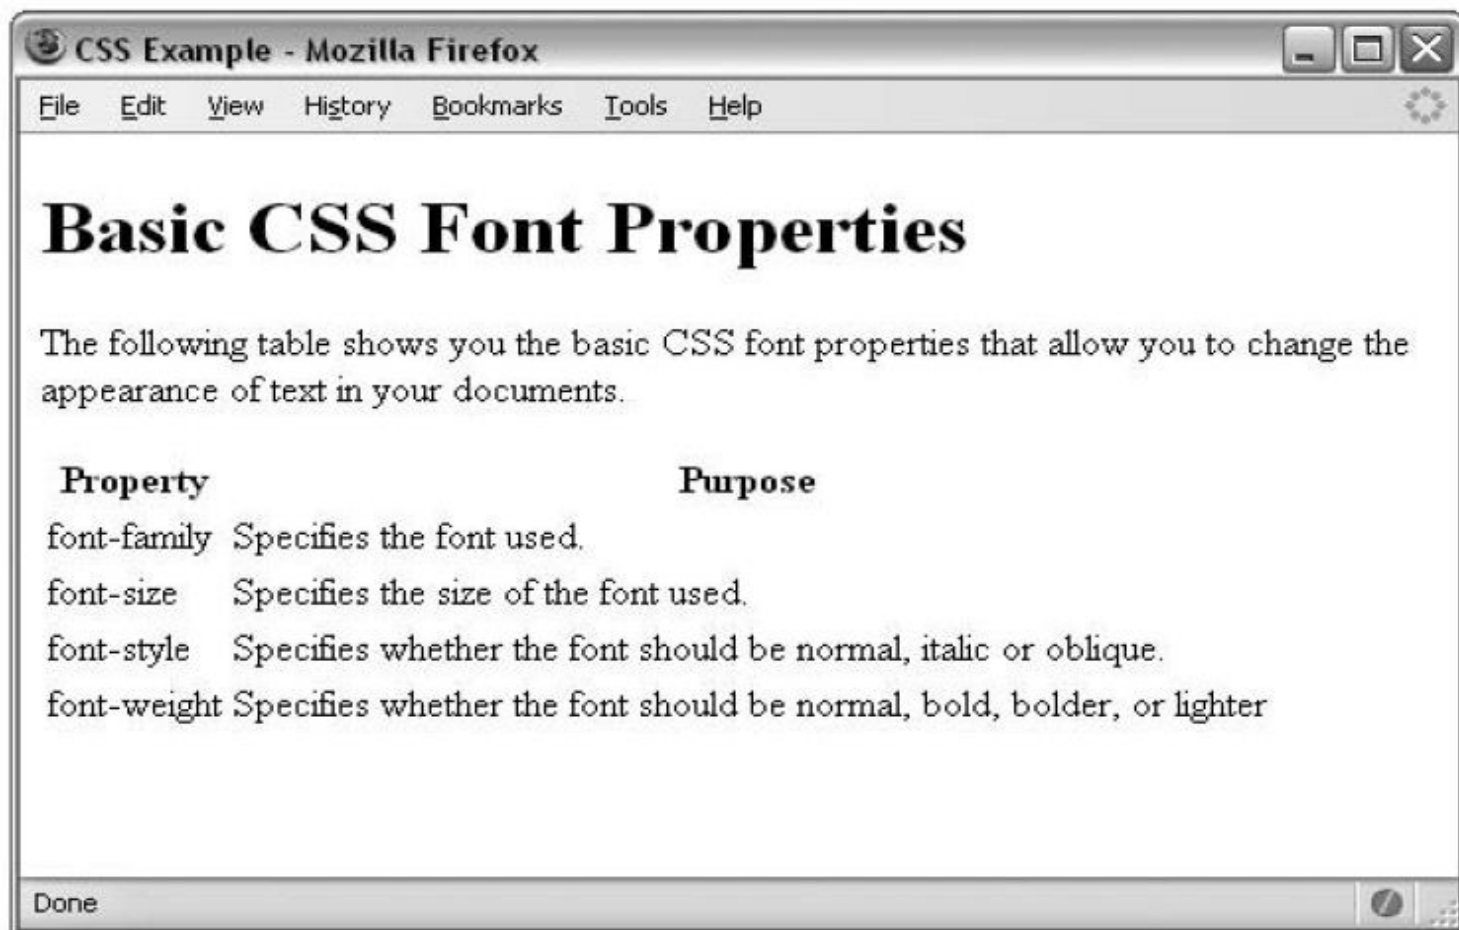 CSS Example - Mozilla Firefox
File Edit View History Bookmarks Tools Help
Basic CSS Font Properties
The following table shows you the basic CSS font properties that allow you to change the
appearance of text in your documents.
Property Purpose
font-family Specifies the font used.
font-size Specifies the size of the font used.
font-style Specifies whether the font should be normal, italic or oblique.
font-weight Specifies whether the font should be normal, bold, bolder, or lighter
Done